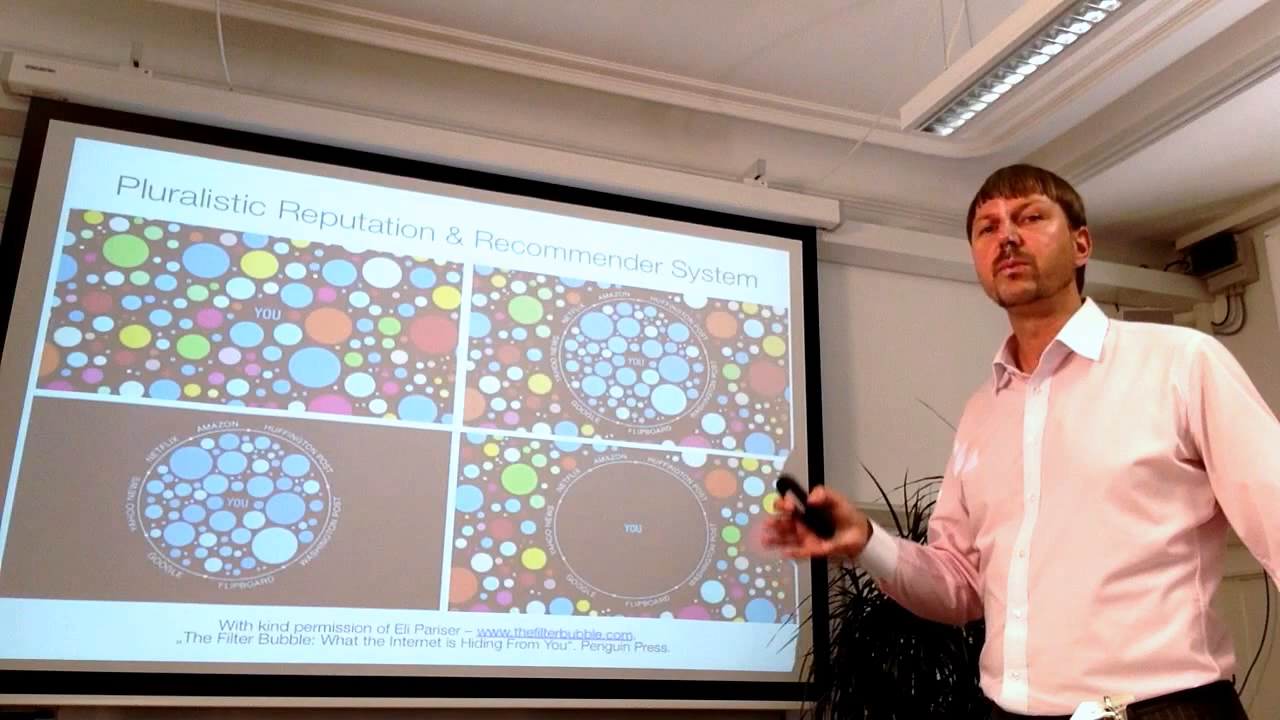 Pluralistic Reputation & Recommender System
YOU
NETFLIX
AMAZON
HUFFINGTON POST
YAHOO NEWS
YOU
WASHINGTON POST
GOOGLE
FLIPBOARD
NETFLIX
AMAZON
HUFFINGTON POST
YAHOO NEWS
YOU
WASHINGTON POST
GOOGLE
FLIPBOARD
NETFLIX
AMAZON
HUFFINGTON POST
YAHOO NEWS
YOU
WASHINGTON POST
GOOGLE
FLIPBOARD
With kind permission of Eli Pariser – www.thefilterbubble.com,
„The Filter Bubble: What the Internet is Hiding From You“. Penguin Press.